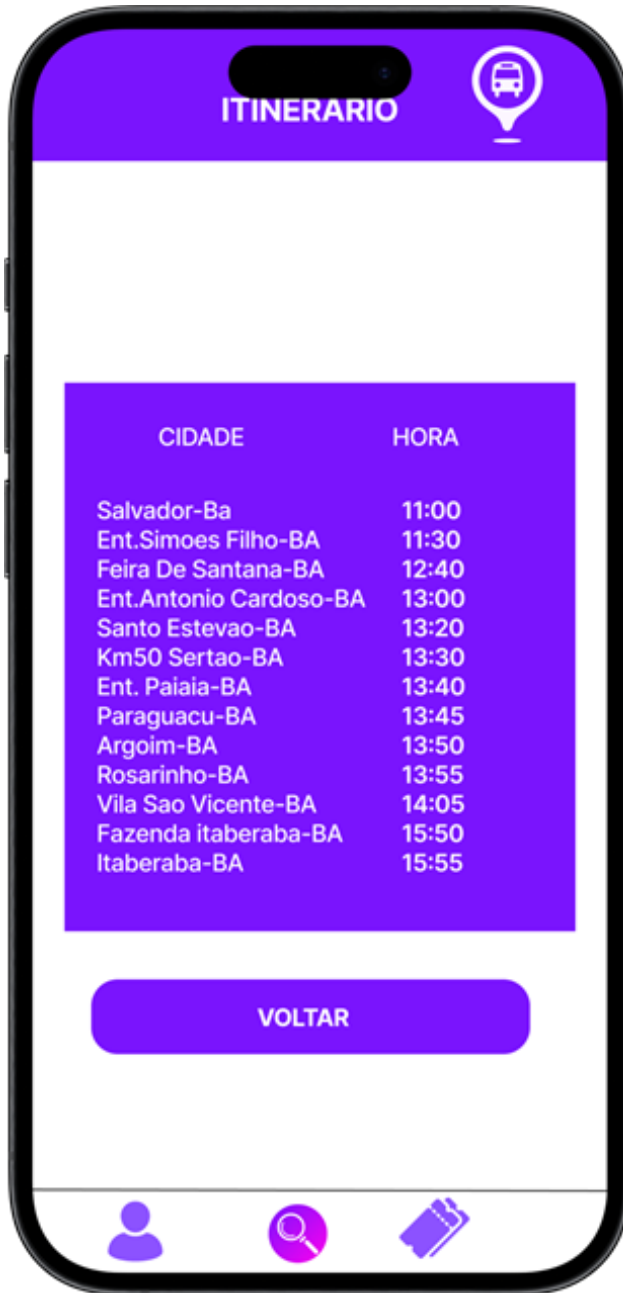 ITINERARIO
CIDADE HORA
Salvador-Ba 11:00
Ent.Simoes Filho-BA 11:30
Feira De Santana-BA 12:40
Ent.Antonio Cardoso-BA 13:00
Santo Estevao-BA 13:20
Km50 Sertao-BA 13:30
Ent. Paiaia-BA 13:40
Paraguacu-BA 13:45
Argoim-BA 13:50
Rosarinho-BA 13:55
Vila Sao Vicente-BA 14:05
Fazenda itaberaba-BA 15:50
Itaberaba-BA 15:55
VOLTAR